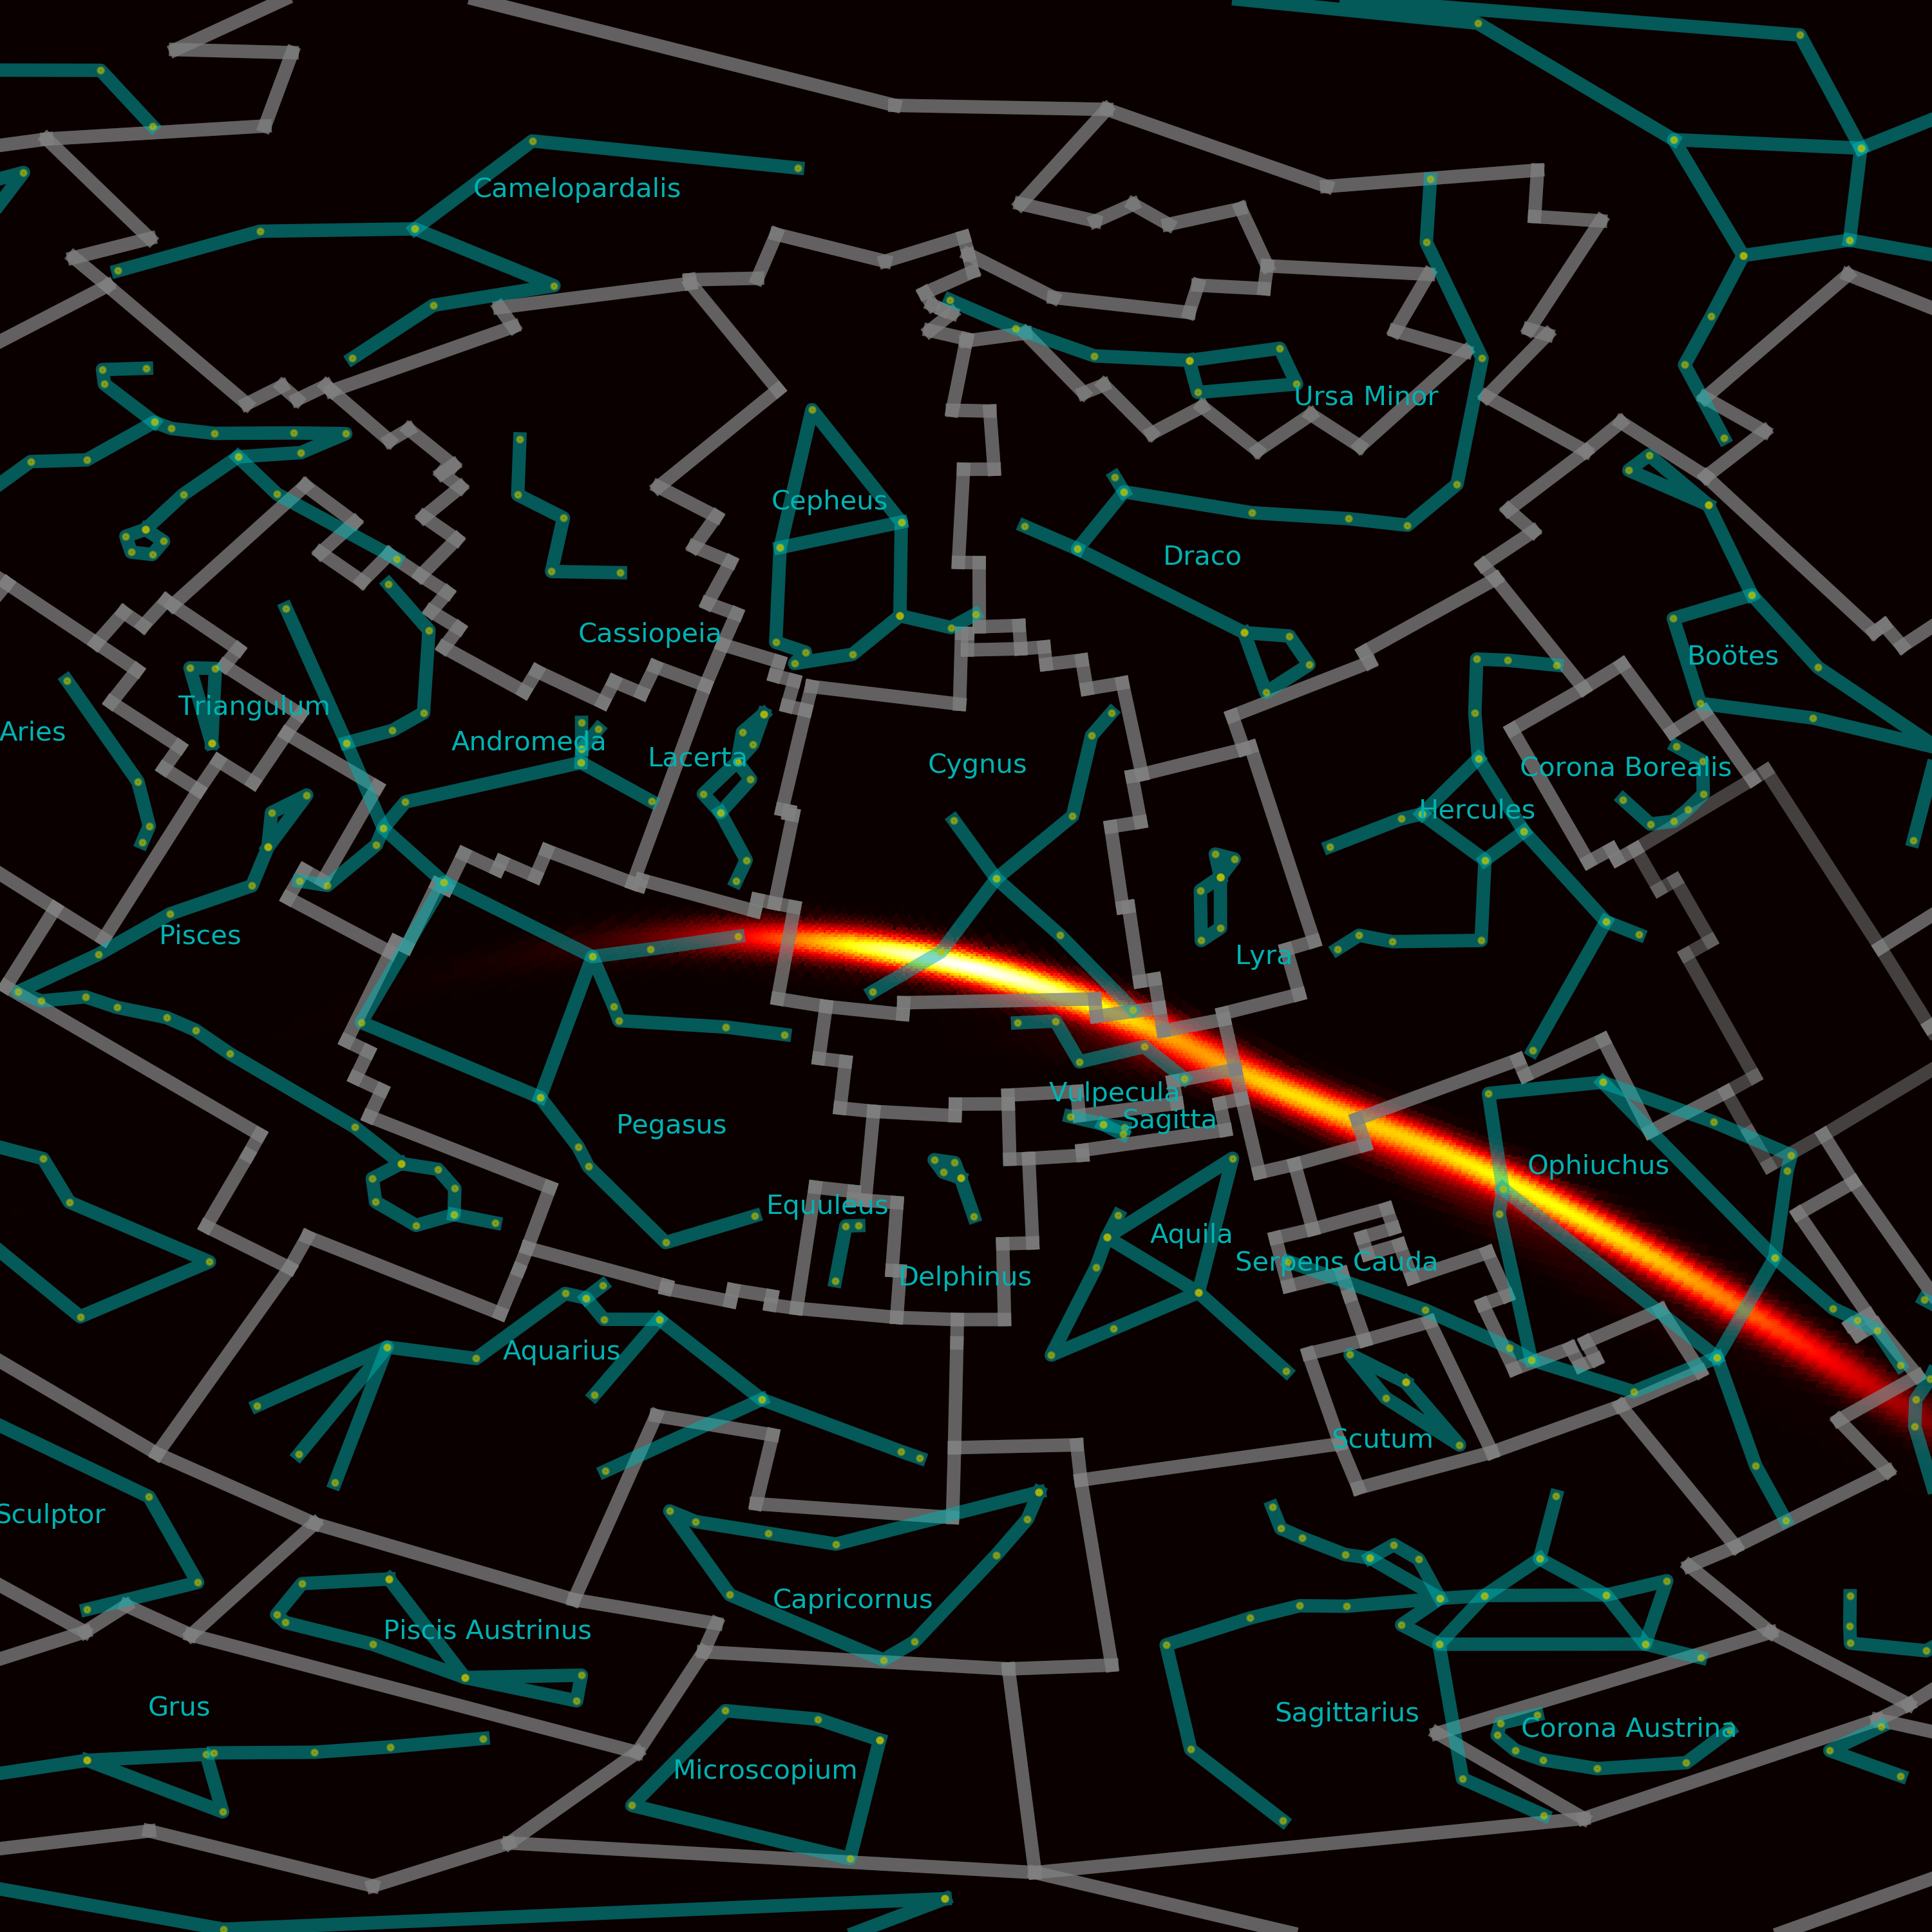 Camelopardalis
Ursa Minor
Cepheus
Draco
Cassiopeia
Boötes
Triangulum
Aries
Andromeda
Lacerta
Cygnus
Corona Borealis
Hercules
Pisces
Lyra
Vulpecula
Sagitta
Pegasus
Ophiuchus
Equuleus
Aquila
Serpens Cauda
Delphinus
Aquarius
Scutum
Sculptor
Capricornus
Piscis Austrinus
Grus
Sagittarius
Corona Austrina
Microscopium